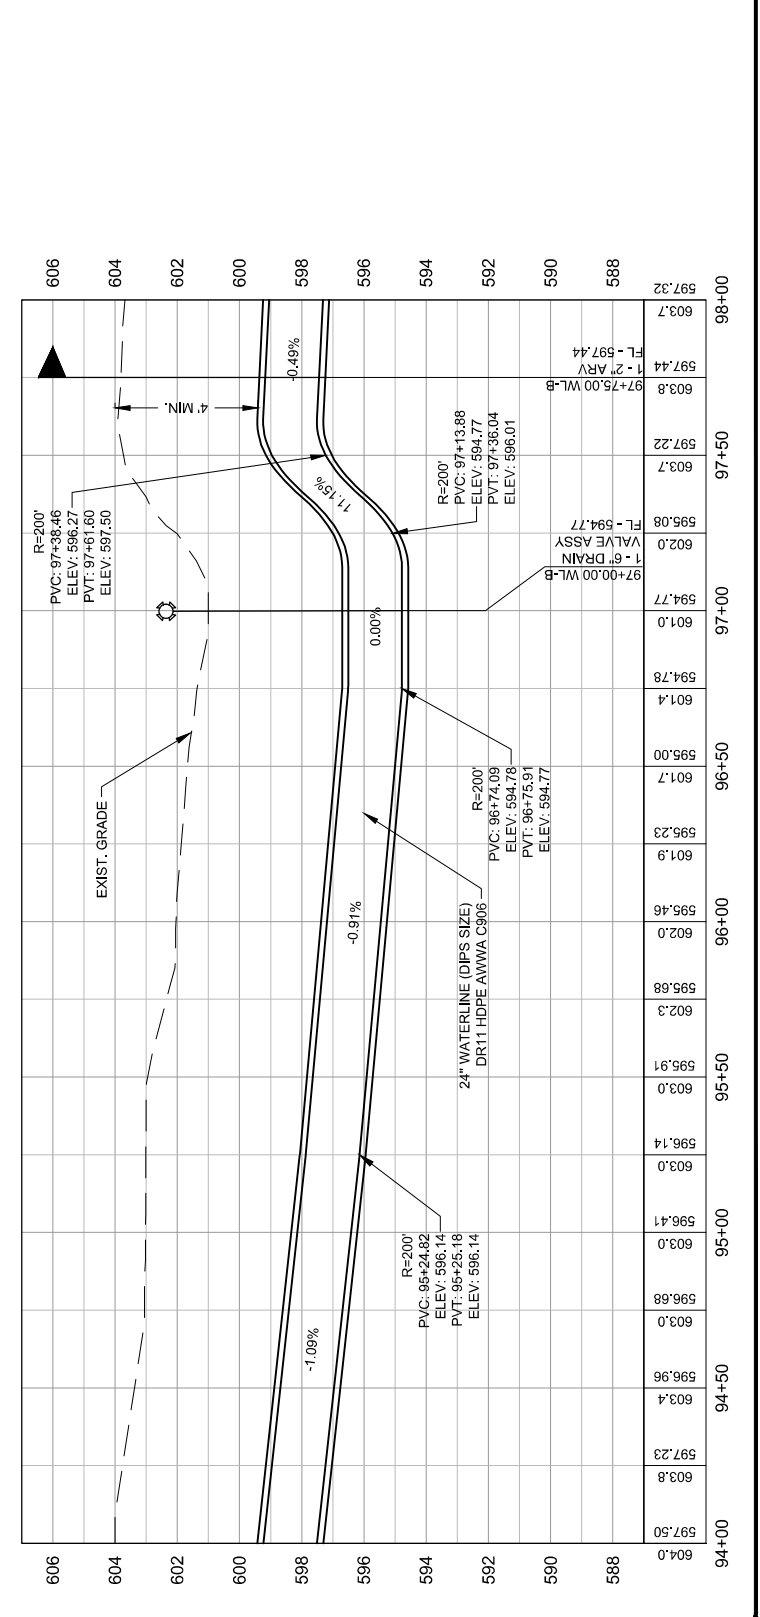 606
604
602
600
598
596
594
592
590
588
606
604
602
600
598
596
594
592
590
588
R=200'
PVC: 97+38.46
ELEV: 596.27
PVT: 97+61.60
ELEV: 597.50
4' MIN.
-0.49%
11.15%
R=200'
PVC: 97+13.88
ELEV: 594.77
PVT: 97+36.04
ELEV: 596.01
97+75.00 WL-B
1 - 2" ARV
FL - 597.44
97+00.00 WL-B
1 - 6" DRAIN
VALVE ASSY
FL - 594.77
0.00%
EXIST. GRADE
R=200'
PVC: 96+74.09
ELEV: 594.78
PVT: 96+75.91
ELEV: 594.77
-0.91%
24" WATERLINE (DIPS SIZE)
DR11 HDPE AWWA C906
R=200'
PVC: 95+24.82
ELEV: 596.14
PVT: 95+25.18
ELEV: 596.14
-1.09%
604.0 597.50
603.8 597.23
603.4 596.96
603.0 596.68
603.0 596.41
603.0 596.14
603.0 595.91
602.3 595.68
602.0 595.46
601.9 595.23
601.7 595.00
601.4 594.78
601.0 594.77
602.0 595.08
603.7 597.22
603.8 597.44
603.7 597.32
94+00
94+50
95+00
95+50
96+00
96+50
97+00
97+50
98+00